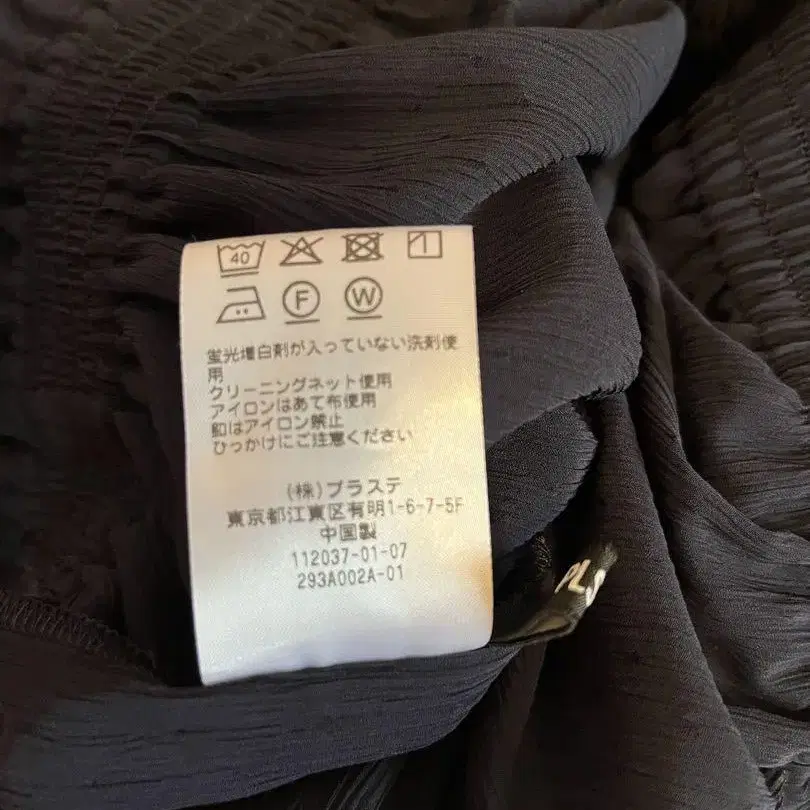 40
F W
蛍光増白剤が入っていない洗剤使
用
クリーニングネット使用
アイロンはあて布使用
釦はアイロン禁止
ひっかけにご注意ください
(株)プラステ
東京都江東区有明1-6-7-5F
中国製
112037-01-07
293A002A-01